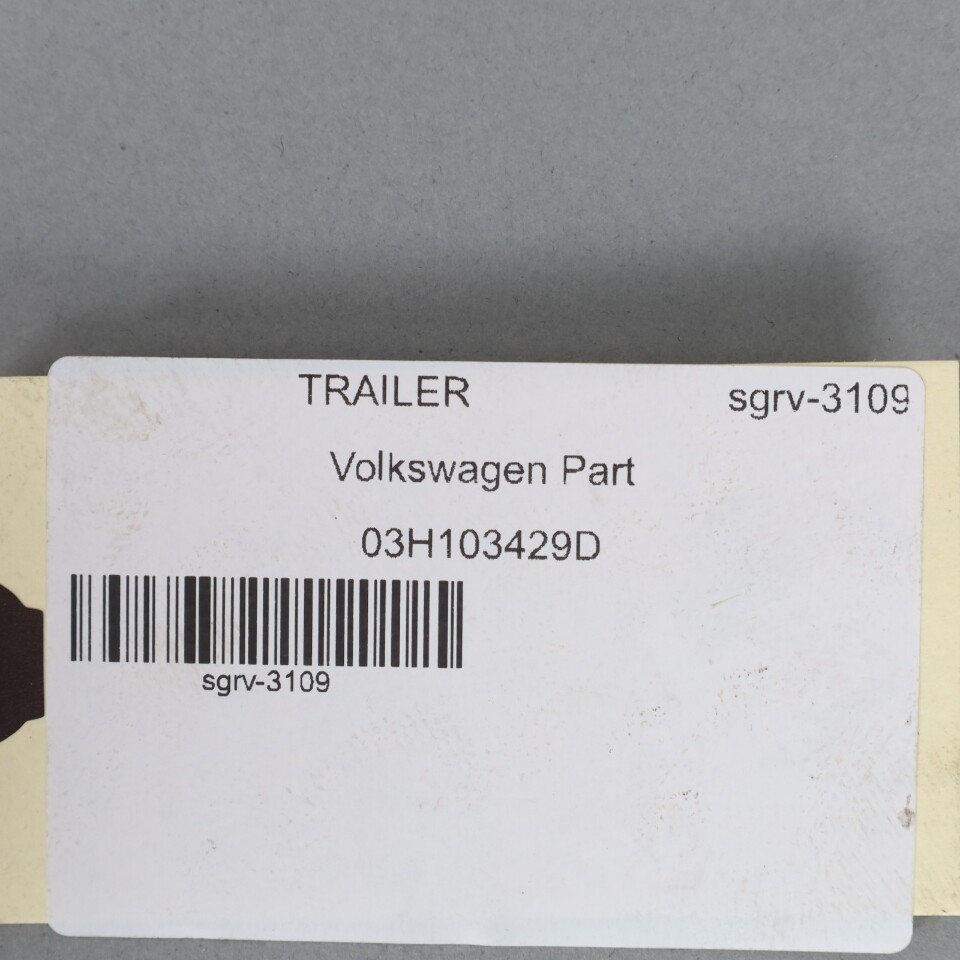 TRAILER sgrv-3109
Volkswagen Part
03H103429D
sgrv-3109